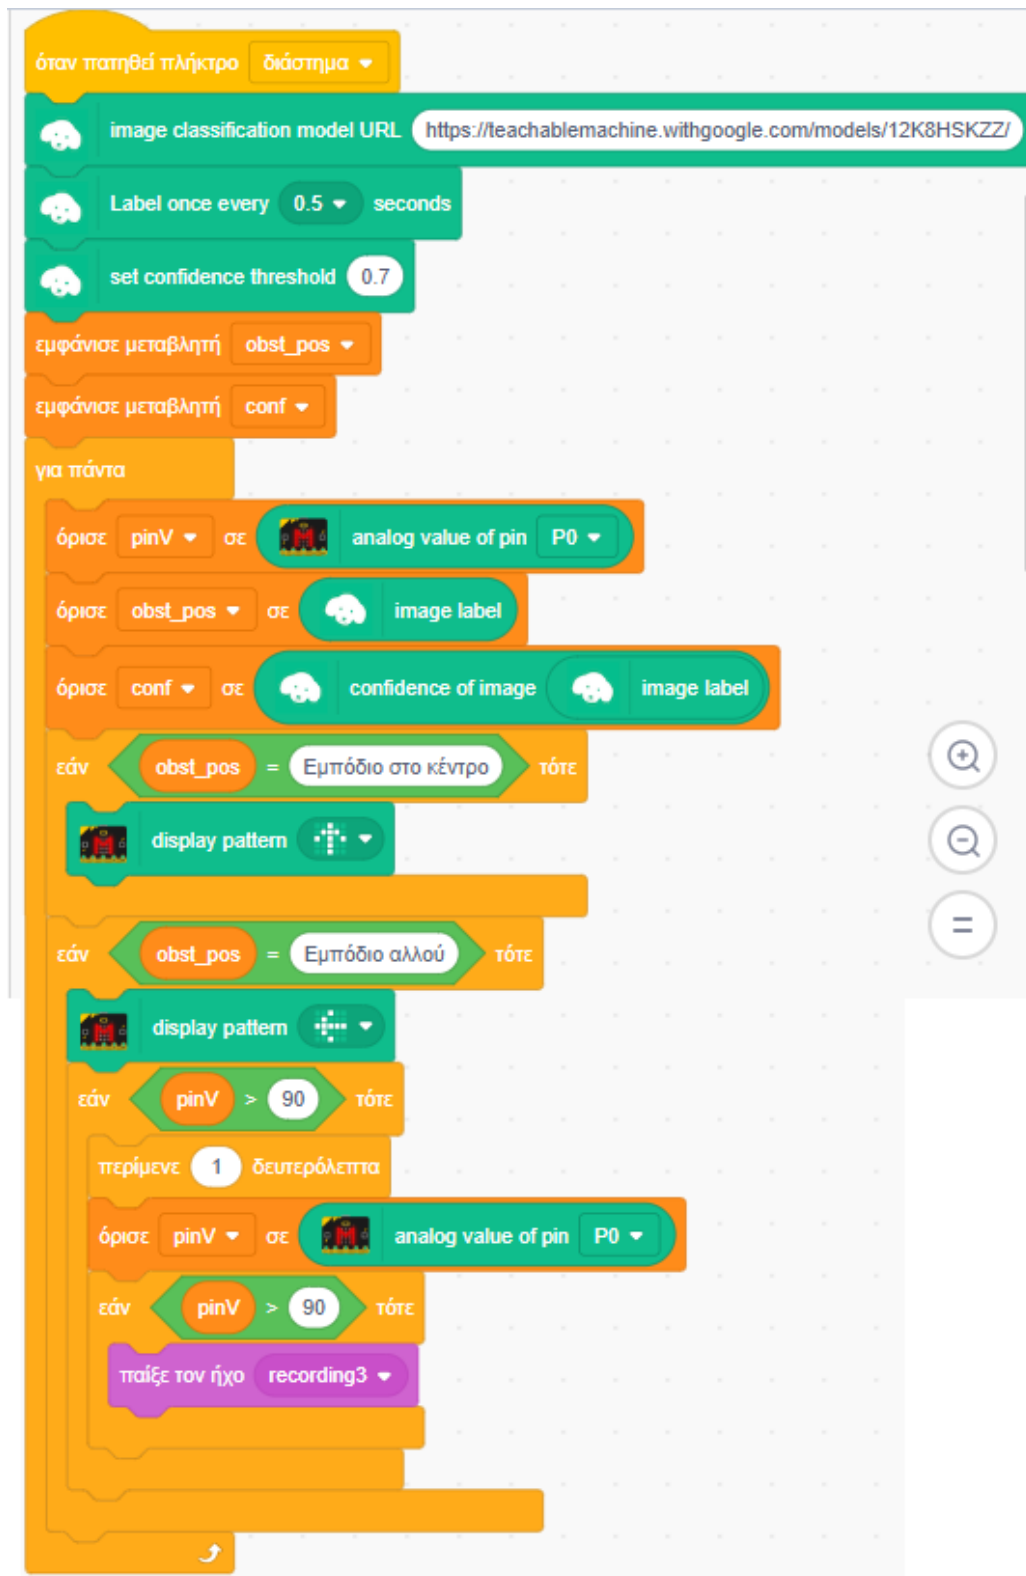 όταν πατηθεί πλήκτρο διάστημα
image classification model URL https://teachablemachine.withgoogle.com/models/12K8HSKZZ/
Label once every 0.5 seconds
set confidence threshold 0.7
εμφάνισε μεταβλητή obst_pos
εμφάνισε μεταβλητή conf
για πάντα
όρισε pinV σε analog value of pin P0
όρισε obst_pos σε image label
όρισε conf σε confidence of image image label
εάν obst_pos = Εμπόδιο στο κέντρο τότε
display pattern
εάν obst_pos = Εμπόδιο αλλού τότε
display pattern
εάν pinV > 90 τότε
περίμενε 1 δευτερόλεπτα
όρισε pinV σε analog value of pin P0
εάν pinV > 90 τότε
παίξε τον ήχο recording3